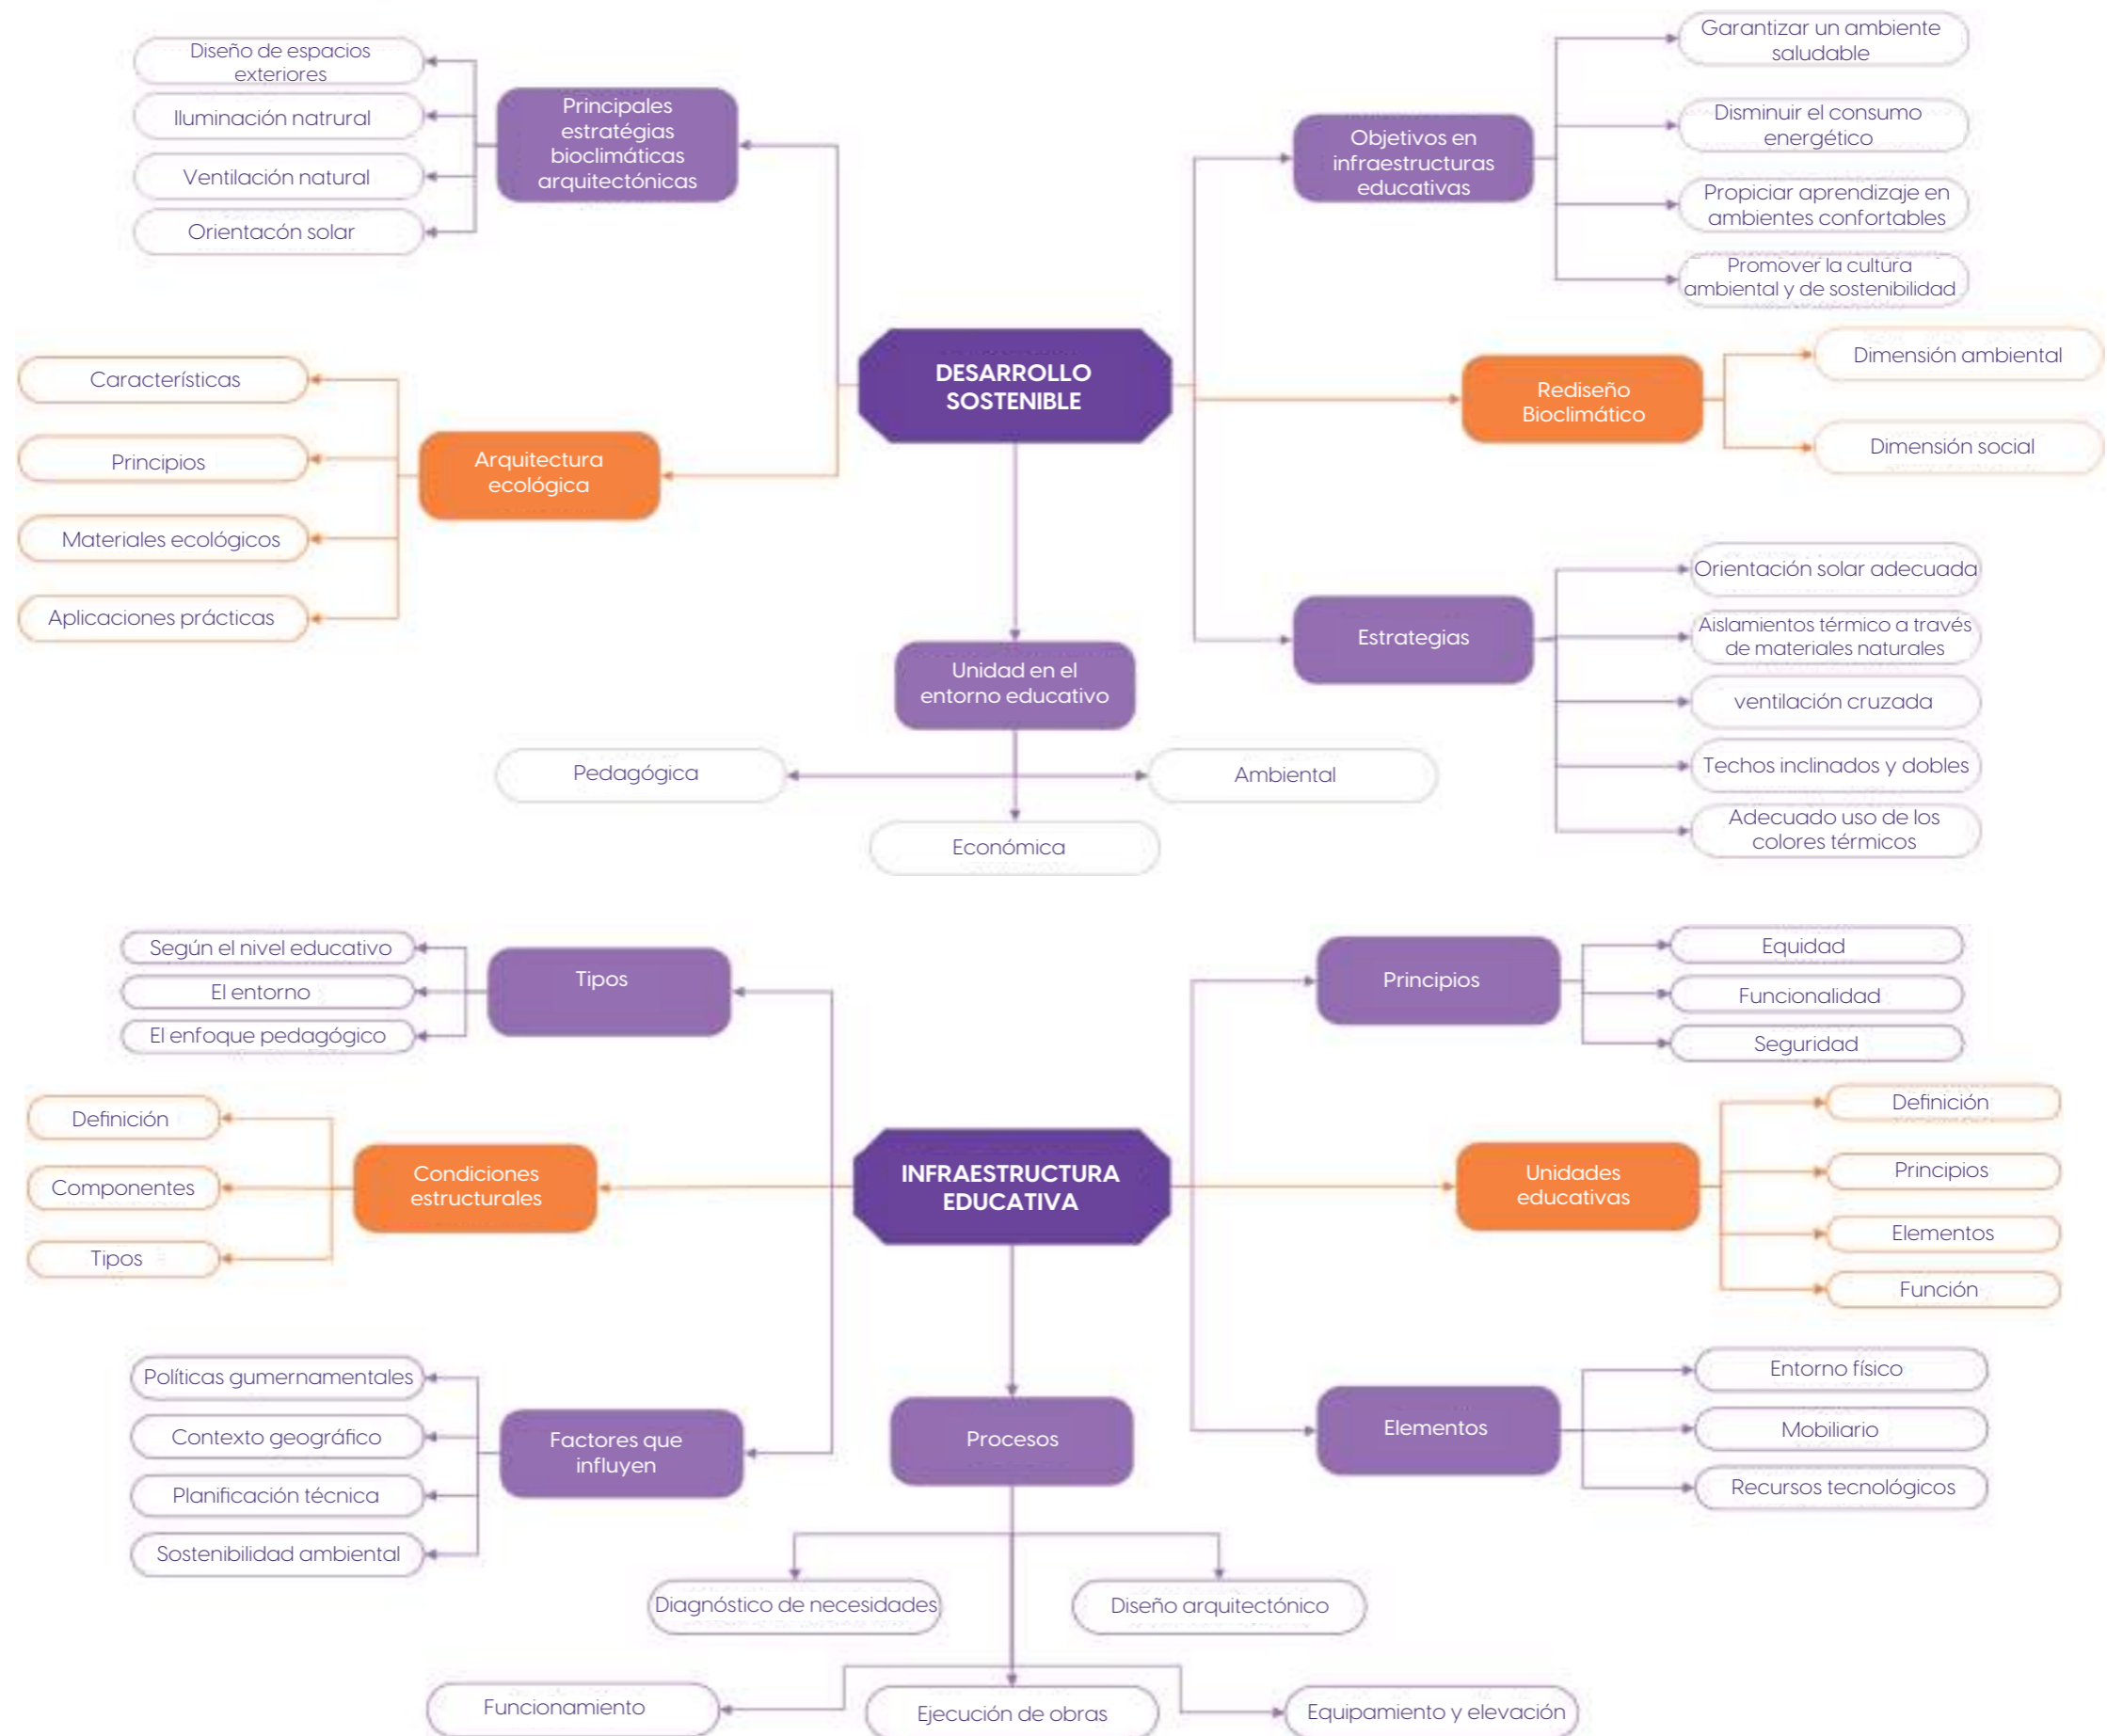 Diseño de espacios
exteriores
Iluminación natrural
Ventilación natural
Orientacón solar
Principales
estratégias
bioclimáticas
arquitectónicas
Objetivos en
infraestructuras
educativas
Garantizar un ambiente
saludable
Disminuir el consumo
energético
Propiciar aprendizaje en
ambientes confortables
Promover la cultura
ambiental y de sostenibilidad
DESARROLLO
SOSTENIBLE
Características
Principios
Materiales ecológicos
Aplicaciones prácticas
Arquitectura
ecológica
Rediseño
Bioclimático
Dimensión ambiental
Dimensión social
Unidad en el
entorno educativo
Pedagógica
Ambiental
Económica
Estrategias
Orientación solar adecuada
Aislamientos térmico a través
de materiales naturales
ventilación cruzada
Techos inclinados y dobles
Adecuado uso de los
colores térmicos
Según el nivel educativo
El entorno
El enfoque pedagógico
Tipos
Principios
Equidad
Funcionalidad
Seguridad
Definición
Componentes
Tipos
Condiciones
estructurales
INFRAESTRUCTURA
EDUCATIVA
Unidades
educativas
Definición
Principios
Elementos
Función
Políticas gumernamentales
Contexto geográfico
Planificación técnica
Sostenibilidad ambiental
Factores que
influyen
Procesos
Elementos
Entorno físico
Mobiliario
Recursos tecnológicos
Diagnóstico de necesidades
Diseño arquitectónico
Funcionamiento
Ejecución de obras
Equipamiento y elevación